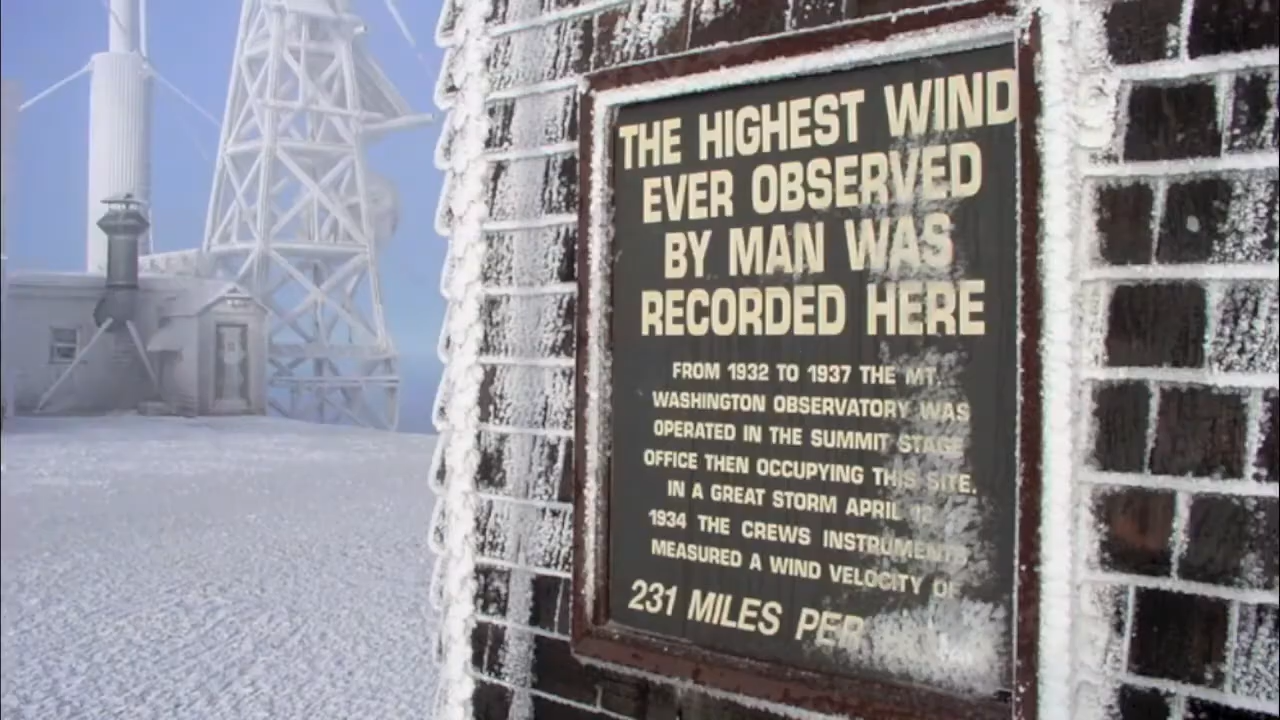 THE HIGHEST WIND
EVER OBSERVED
BY MAN WAS
RECORDED HERE
FROM 1932 TO 1937 THE MT.
WASHINGTON OBSERVATORY WAS
OPERATED IN THE SUMMIT STAGE
OFFICE THEN OCCUPYING THIS SITE.
IN A GREAT STORM APRIL
1934 THE CREWS INSTRUMENTS
MEASURED A WIND VELOCITY OF
231 MILES PER